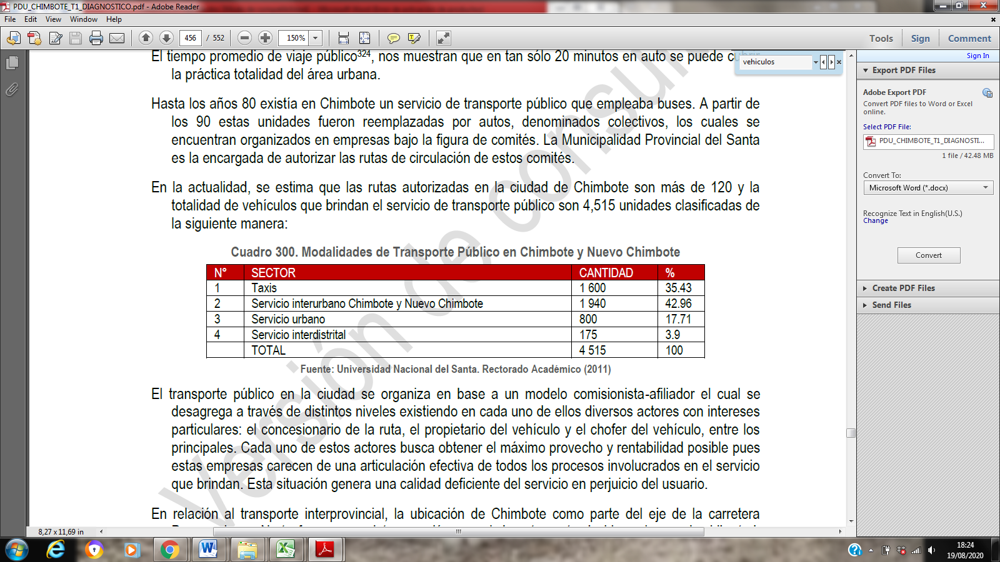 PDU_CHIMBOTE_T1_DIAGNOSTICO.pdf - Adobe Reader
File Edit View Window Help
456 / 552 150% Tools Sign Comment
vehiculos
Sign In
Export PDF Files
Adobe Export PDF
Convert PDF files to Word or Excel
online.
Select PDF File:
PDU_CHIMBOTE_T1_DIAGNOSTI...
1 file / 42.48 MB
Convert To:
Microsoft Word (*.docx)
Recognize Text in English(U.S.)
Change
Convert
Create PDF Files
Send Files
El tiempo promedio de viaje público324, nos muestran que en tan sólo 20 minutos en auto se puede cubrir
la práctica totalidad del área urbana.
Hasta los años 80 existía en Chimbote un servicio de transporte público que empleaba buses. A partir de
los 90 estas unidades fueron reemplazadas por autos, denominados colectivos, los cuales se
encuentran organizados en empresas bajo la figura de comités. La Municipalidad Provincial del Santa
es la encargada de autorizar las rutas de circulación de estos comités.
En la actualidad, se estima que las rutas autorizadas en la ciudad de Chimbote son más de 120 y la
totalidad de vehículos que brindan el servicio de transporte público son 4,515 unidades clasificadas de
la siguiente manera:
Cuadro 300. Modalidades de Transporte Público en Chimbote y Nuevo Chimbote
N° SECTOR CANTIDAD %
1 Taxis 1 600 35.43
2 Servicio interurbano Chimbote y Nuevo Chimbote 1 940 42.96
3 Servicio urbano 800 17.71
4 Servicio interdistrital 175 3.9
TOTAL 4 515 100
Fuente: Universidad Nacional del Santa. Rectorado Académico (2011)
El transporte público en la ciudad se organiza en base a un modelo comisionista-afiliador el cual se
desagrega a través de distintos niveles existiendo en cada uno de ellos diversos actores con intereses
particulares: el concesionario de la ruta, el propietario del vehículo y el chofer del vehículo, entre los
principales. Cada uno de estos actores busca obtener el máximo provecho y rentabilidad posible pues
estas empresas carecen de una articulación efectiva de todos los procesos involucrados en el servicio
que brindan. Esta situación genera una calidad deficiente del servicio en perjuicio del usuario.
En relación al transporte interprovincial, la ubicación de Chimbote como parte del eje de la carretera
Versión de consul
8,27 x 11,69 in
18:24
19/08/2020